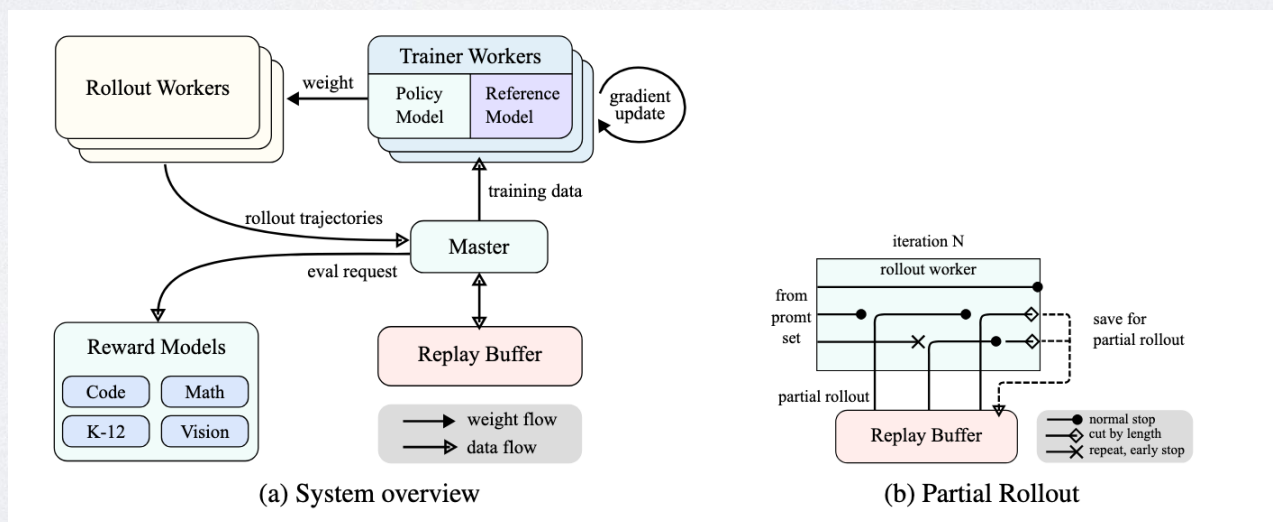 Rollout Workers
weight
Trainer Workers
Policy
Model
Reference
Model
gradient
update
training data
rollout trajectories
Master
eval request
Reward Models
Code
Math
K-12
Vision
Replay Buffer
weight flow
data flow
(a) System overview
iteration N
rollout worker
from
promt
set
save for
partial rollout
partial rollout
Replay Buffer
normal stop
cut by length
repeat, early stop
(b) Partial Rollout